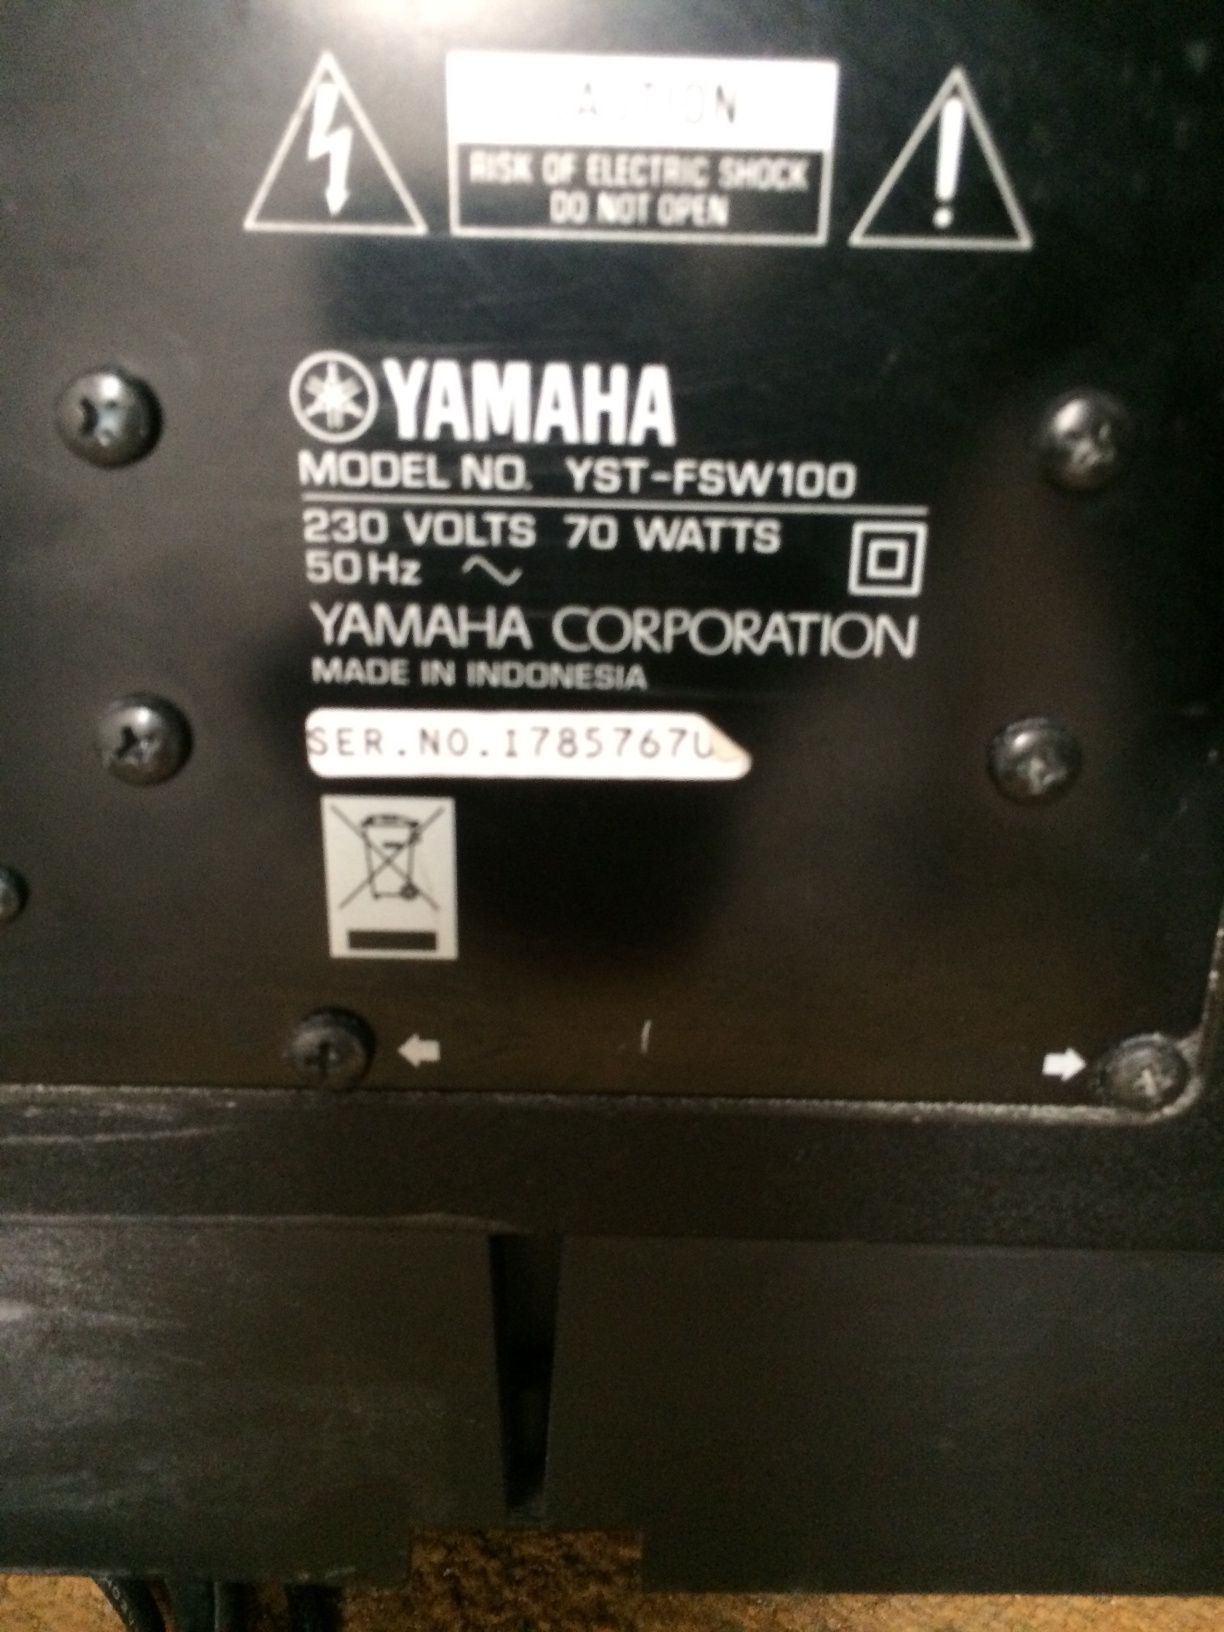 CAUTION
RISK OF ELECTRIC SHOCK
DO NOT OPEN
YAMAHA
MODEL NO. YST-FSW100
230 VOLTS 70 WATTS
50Hz ~
YAMAHA CORPORATION
MADE IN INDONESIA
SER.NO.1785767U